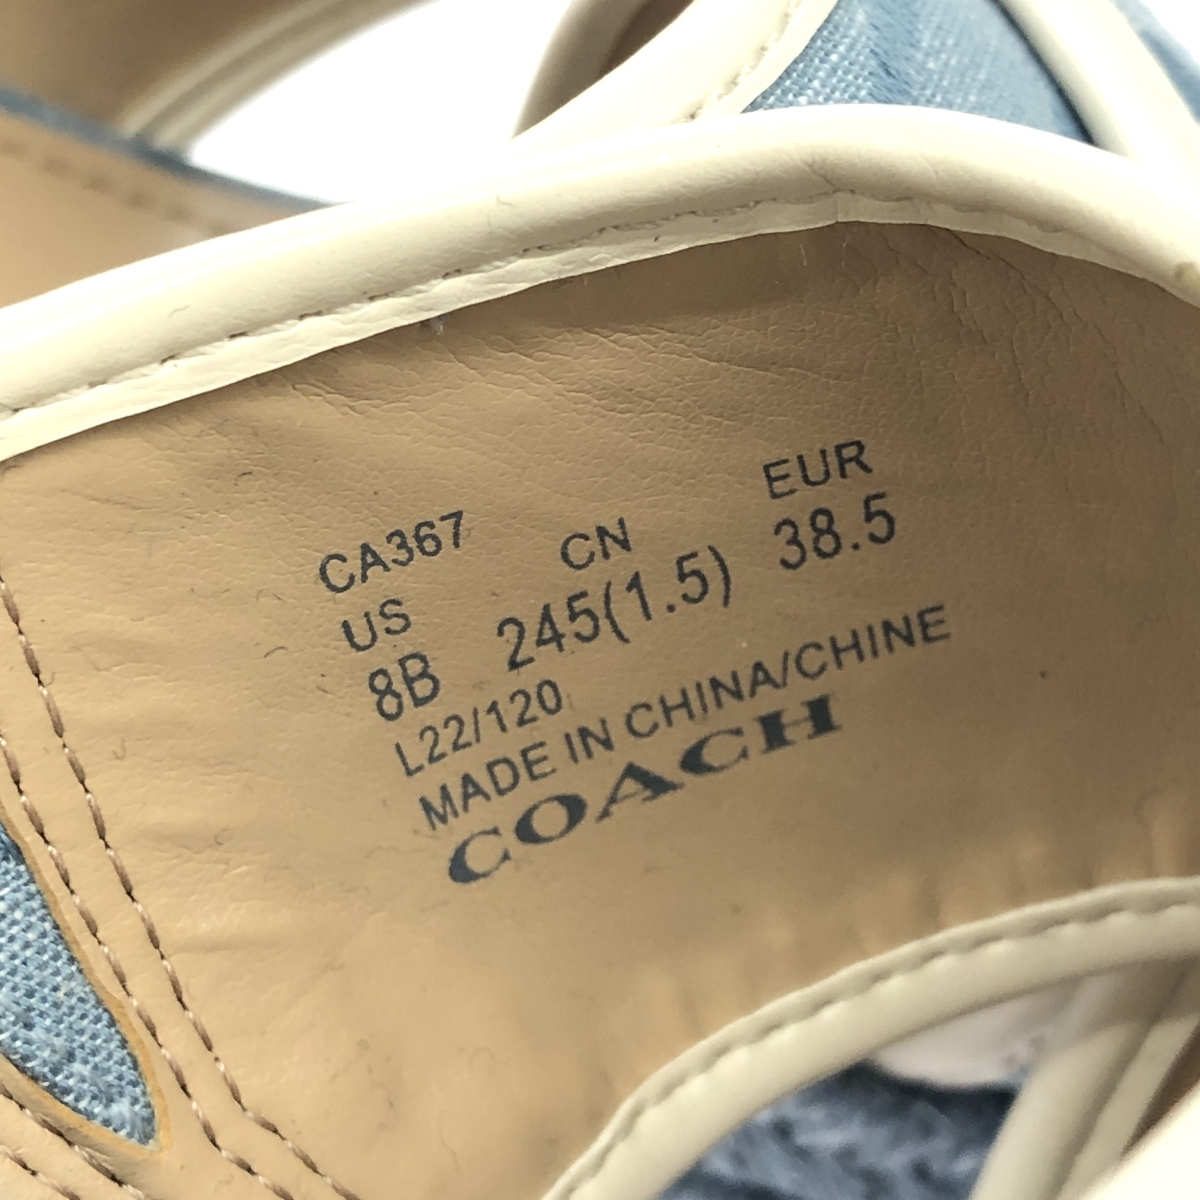 CA367 CN EUR
US 245(1.5) 38.5
8B
L22/120
MADE IN CHINA/CHINE
COACH